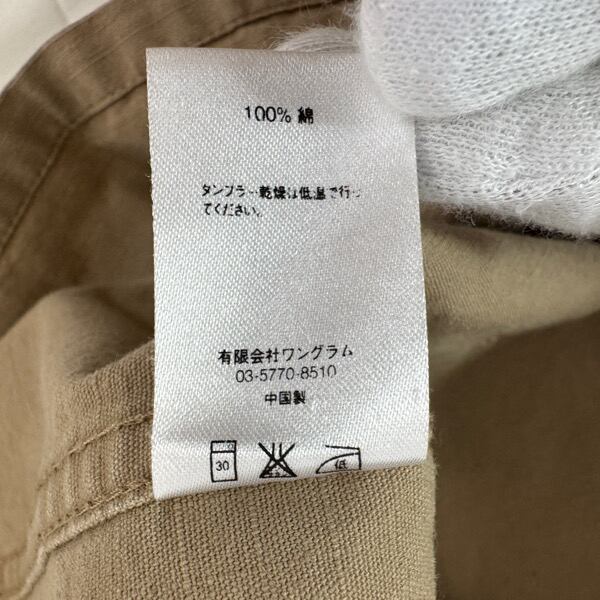 100% 綿
タンブラー乾燥は低温で行っ
てください。
有限会社ワングラム
03-5770-8510
中国製
30
低